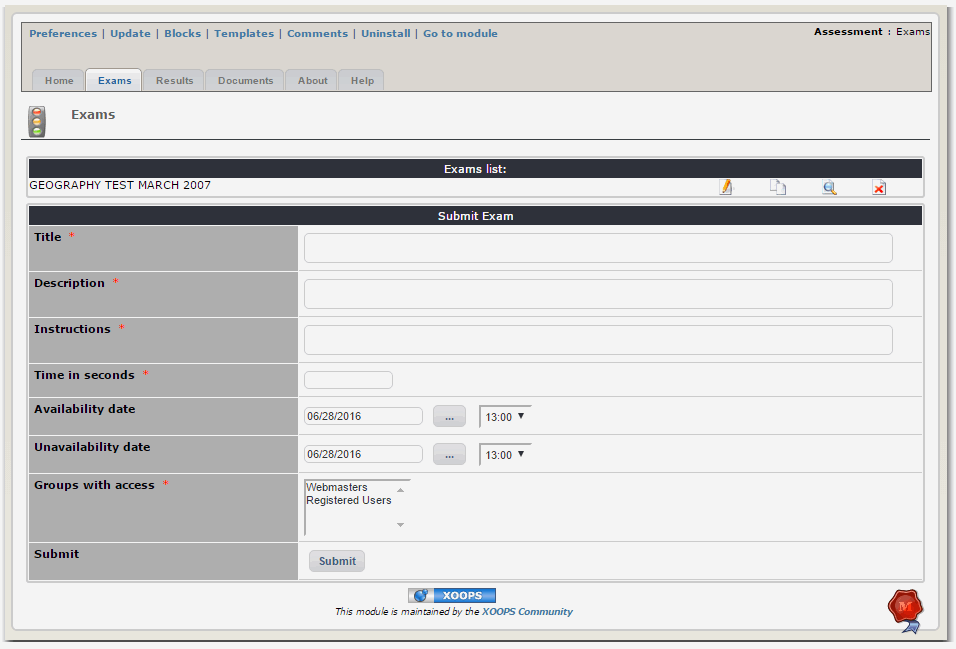 Preferences | Update | Blocks | Templates | Comments | Uninstall | Go to module
Assessment : Exams
Home Exams Results Documents About Help
Exams
Exams list:
GEOGRAPHY TEST MARCH 2007
Submit Exam
Title *
Description *
Instructions *
Time in seconds *
Availability date 06/28/2016 ... 13:00
Unavailability date 06/28/2016 ... 13:00
Groups with access * Webmasters
Registered Users
Submit Submit
XOOPS
This module is maintained by the XOOPS Community
M